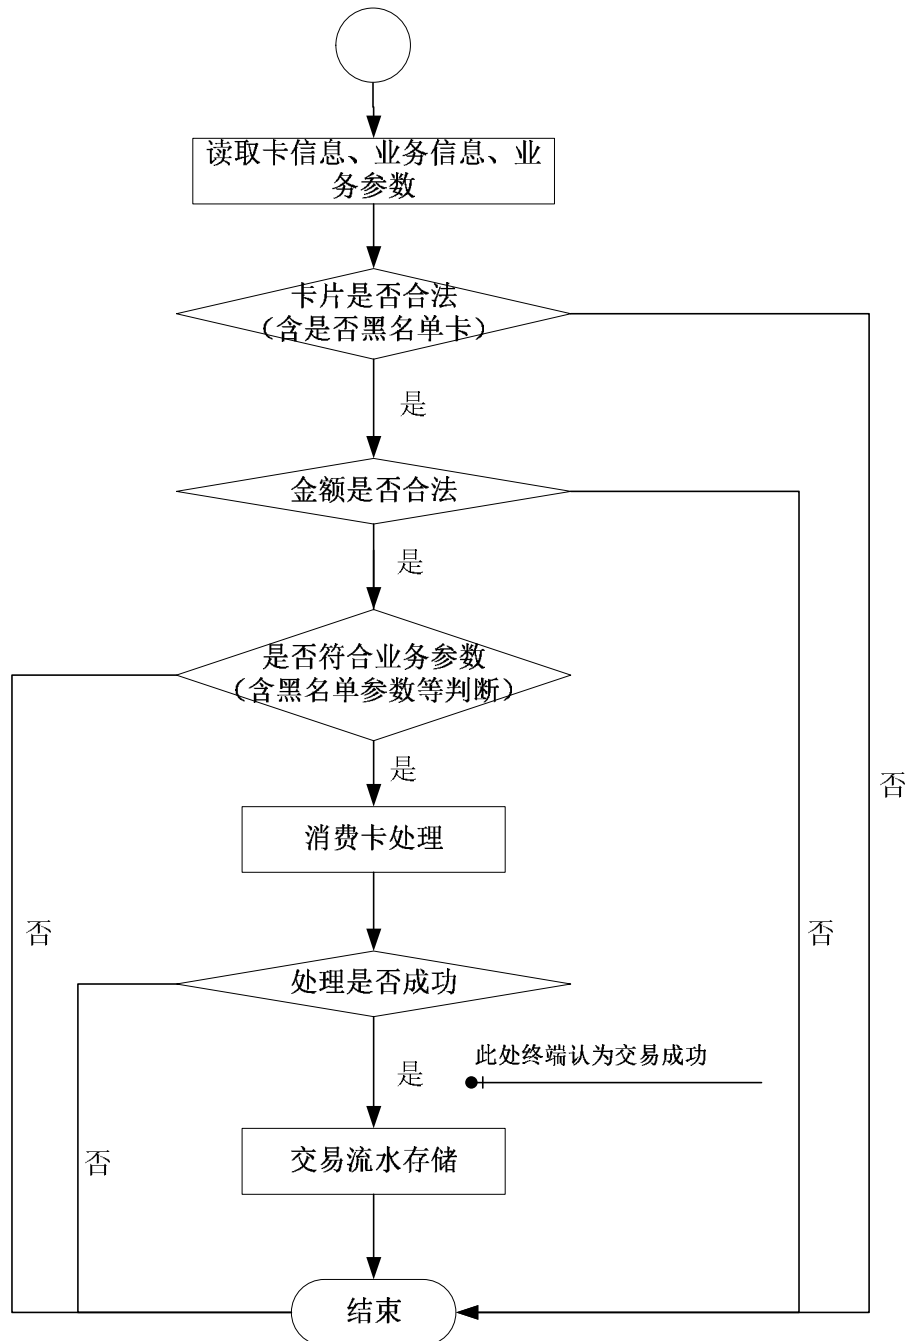 读取卡信息、业务信息、业
务参数
卡片是否合法
（含是否黑名单卡）
是
金额是否合法
是
是否符合业务参数
（含黑名单参数等判断）
是
否
消费卡处理
否
否
处理是否成功
此处终端认为交易成功
是
否
交易流水存储
结束